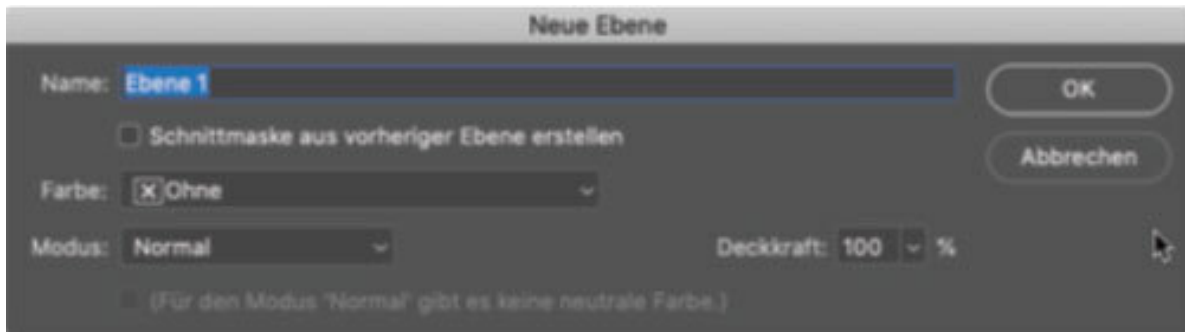 Neue Ebene
Name: Ebene 1
OK
Schnittmaske aus vorheriger Ebene erstellen
Abbrechen
Farbe: Ohne
Modus: Normal Deckkraft: 100 %
(Für den Modus "Normal" gibt es keine neutrale Farbe.)